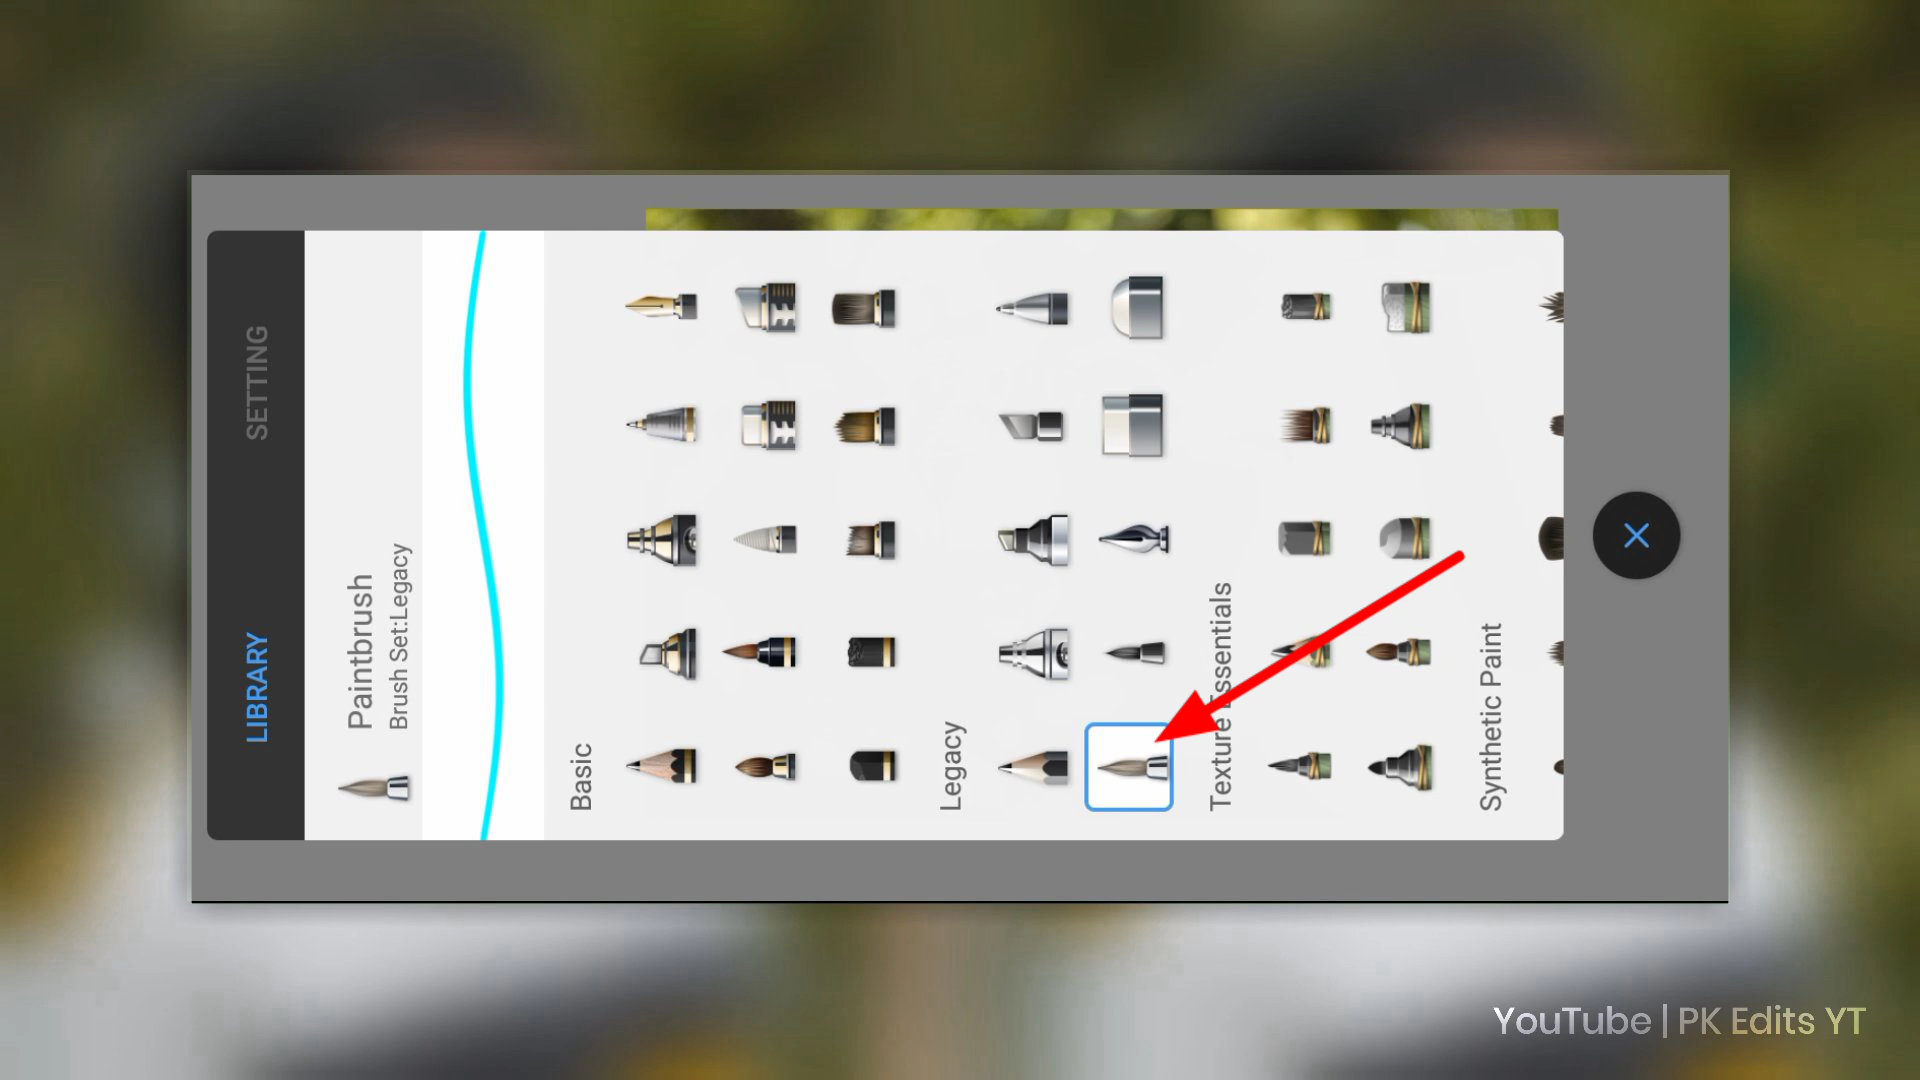 LIBRARY
SETTING
Paintbrush
Brush Set:Legacy
Basic
Legacy
Texture Essentials
Synthetic Paint
YouTube | PK Edits YT